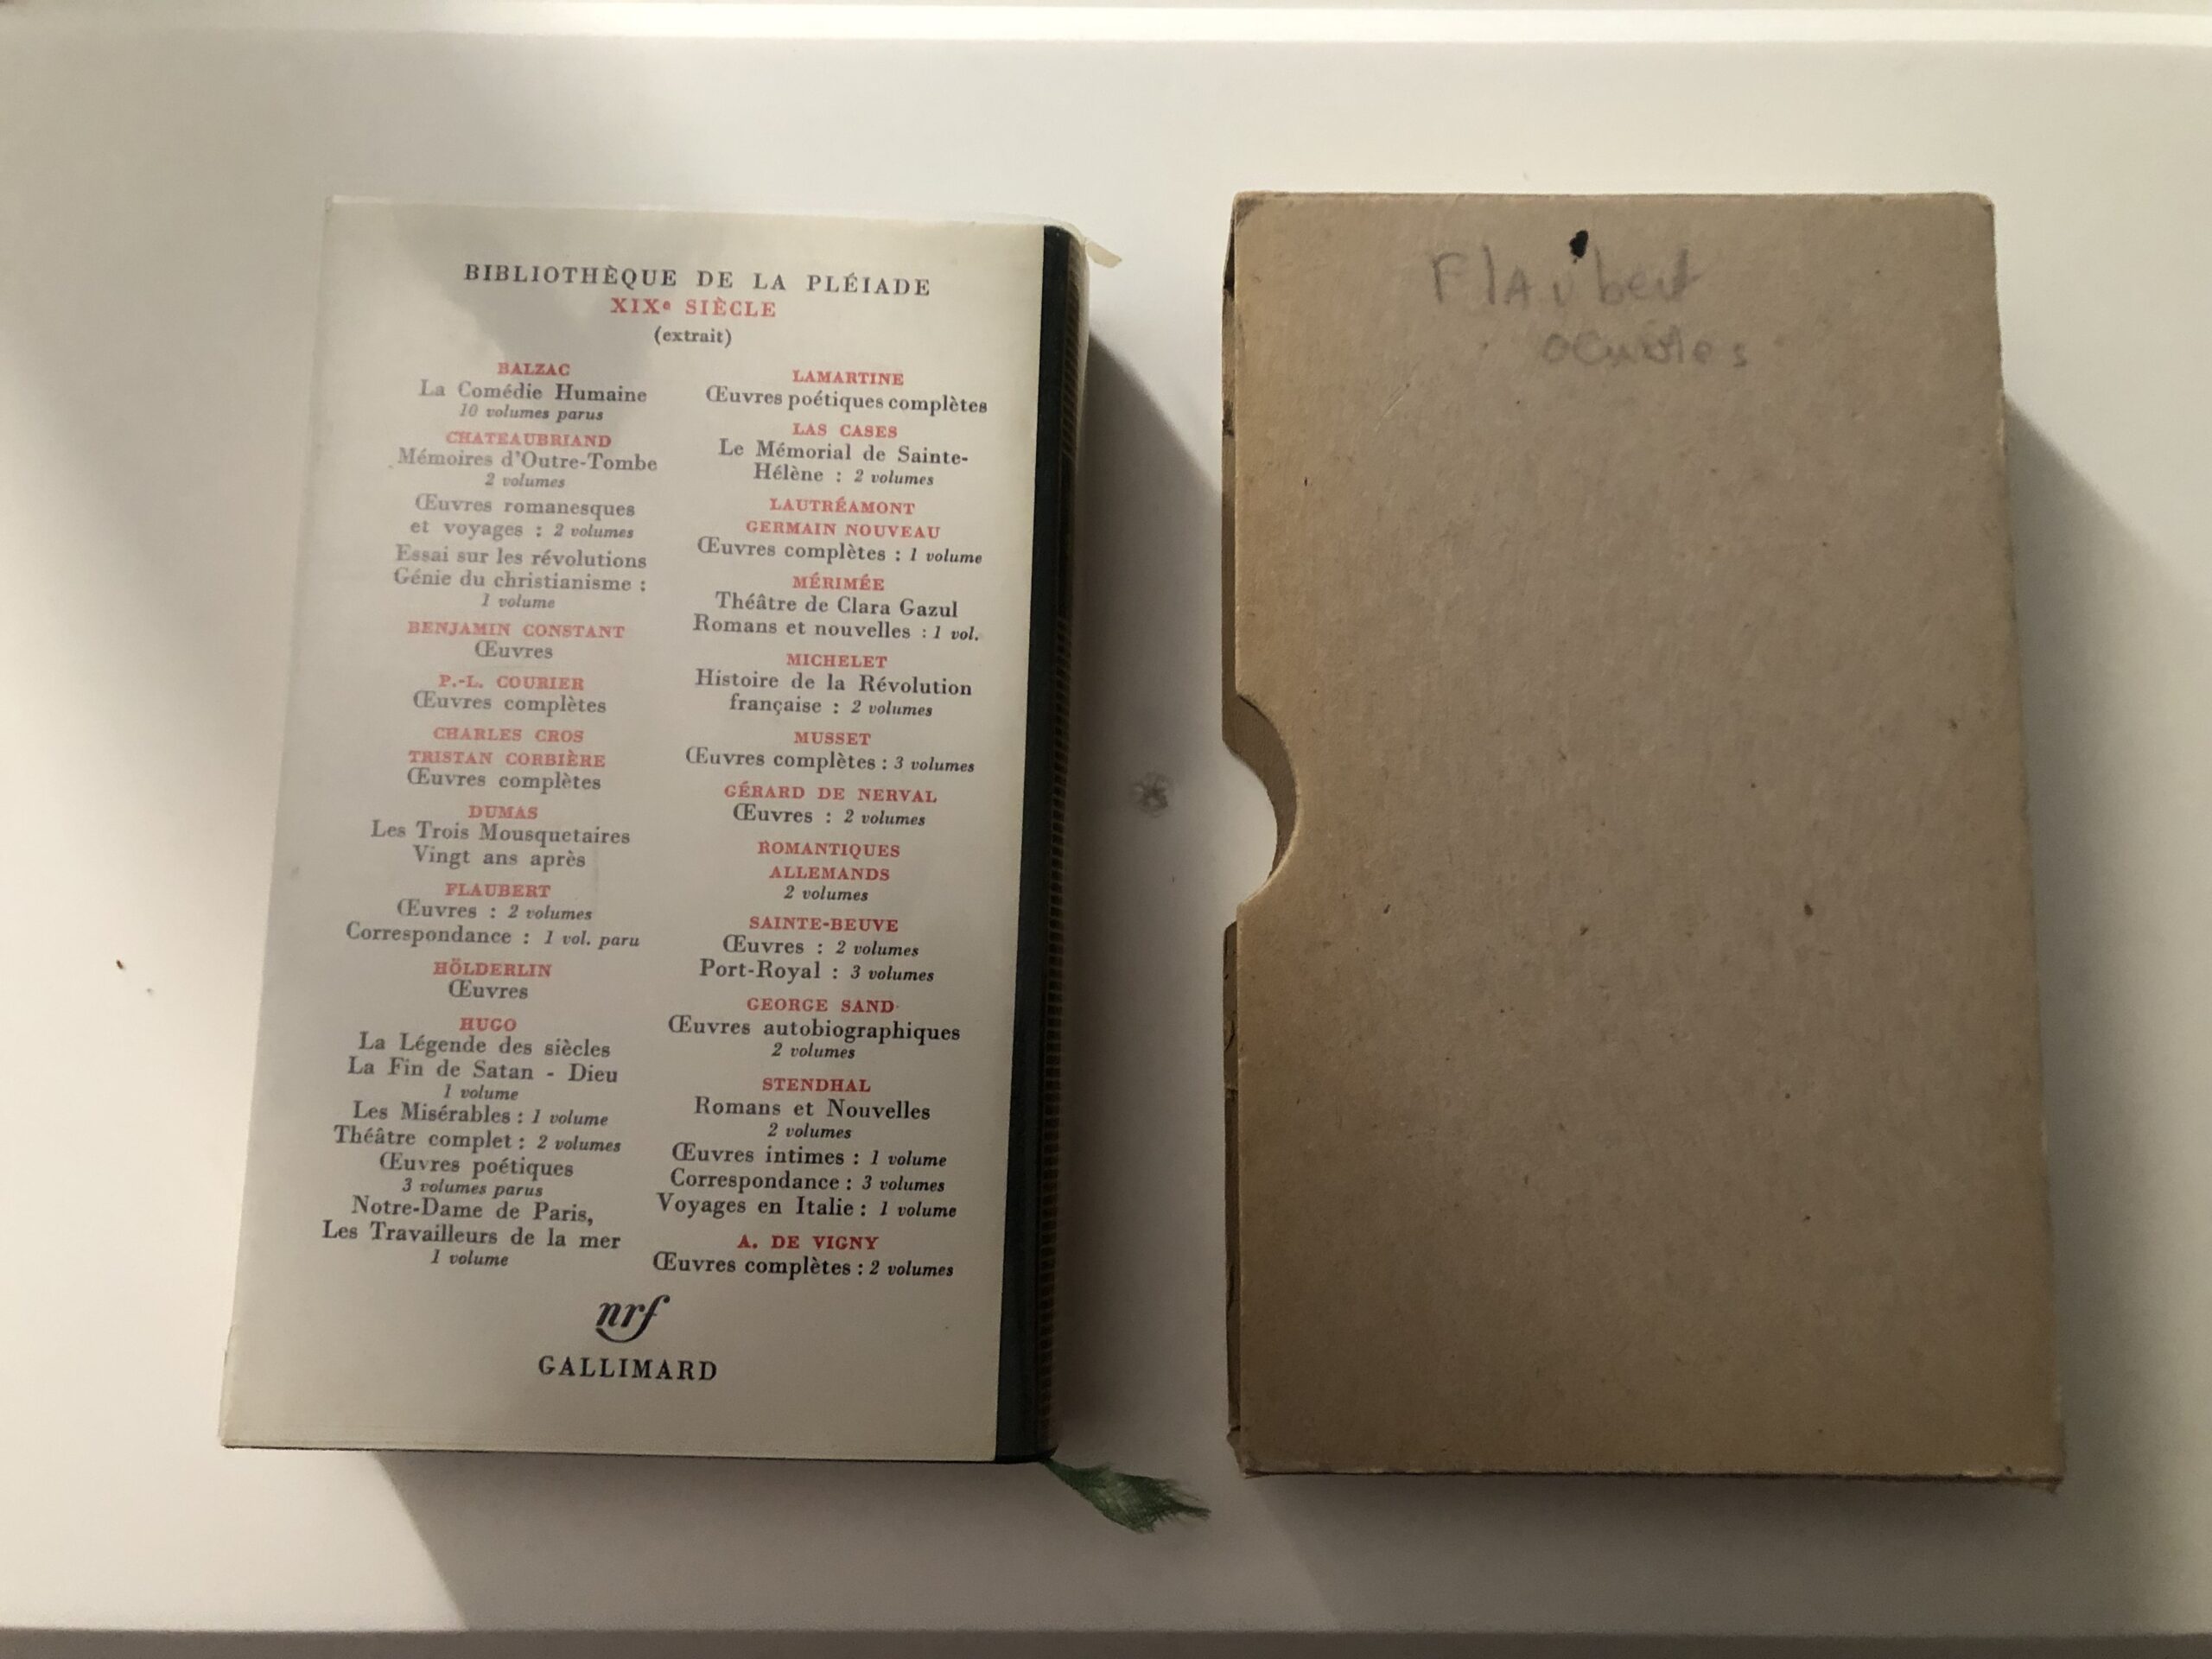 BIBLIOTHÈQUE DE LA PLÉIADE
XIXe SIÈCLE
(extrait)
BALZAC
La Comédie Humaine
10 volumes parus
CHATEAUBRIAND
Mémoires d'Outre-Tombe
2 volumes
Œuvres romanesques
et voyages : 2 volumes
Essai sur les révolutions
Génie du christianisme :
1 volume
BENJAMIN CONSTANT
Œuvres
P.-L. COURIER
Œuvres complètes
CHARLES CROS
TRISTAN CORBIÈRE
Œuvres complètes
DUMAS
Les Trois Mousquetaires
Vingt ans après
FLAUBERT
Œuvres : 2 volumes
Correspondance : 1 vol. paru
HÖLDERLIN
Œuvres
HUGO
La Légende des siècles
La Fin de Satan - Dieu
1 volume
Les Misérables : 1 volume
Théâtre complet : 2 volumes
Œuvres poétiques
3 volumes parus
Notre-Dame de Paris,
Les Travailleurs de la mer
1 volume
LAMARTINE
Œuvres poétiques complètes
LAS CASES
Le Mémorial de Sainte-
Hélène : 2 volumes
LAUTRÉAMONT
GERMAIN NOUVEAU
Œuvres complètes : 1 volume
MÉRIMÉE
Théâtre de Clara Gazul
Romans et nouvelles : 1 vol.
MICHELET
Histoire de la Révolution
française : 2 volumes
MUSSET
Œuvres complètes : 3 volumes
GÉRARD DE NERVAL
Œuvres : 2 volumes
ROMANTIQUES
ALLEMANDS
2 volumes
SAINTE-BEUVE
Œuvres : 2 volumes
Port-Royal : 3 volumes
GEORGE SAND
Œuvres autobiographiques
2 volumes
STENDHAL
Romans et Nouvelles
2 volumes
Œuvres intimes : 1 volume
Correspondance : 3 volumes
Voyages en Italie : 1 volume
A. DE VIGNY
Œuvres complètes : 2 volumes
nrf
GALLIMARD
FlAubert